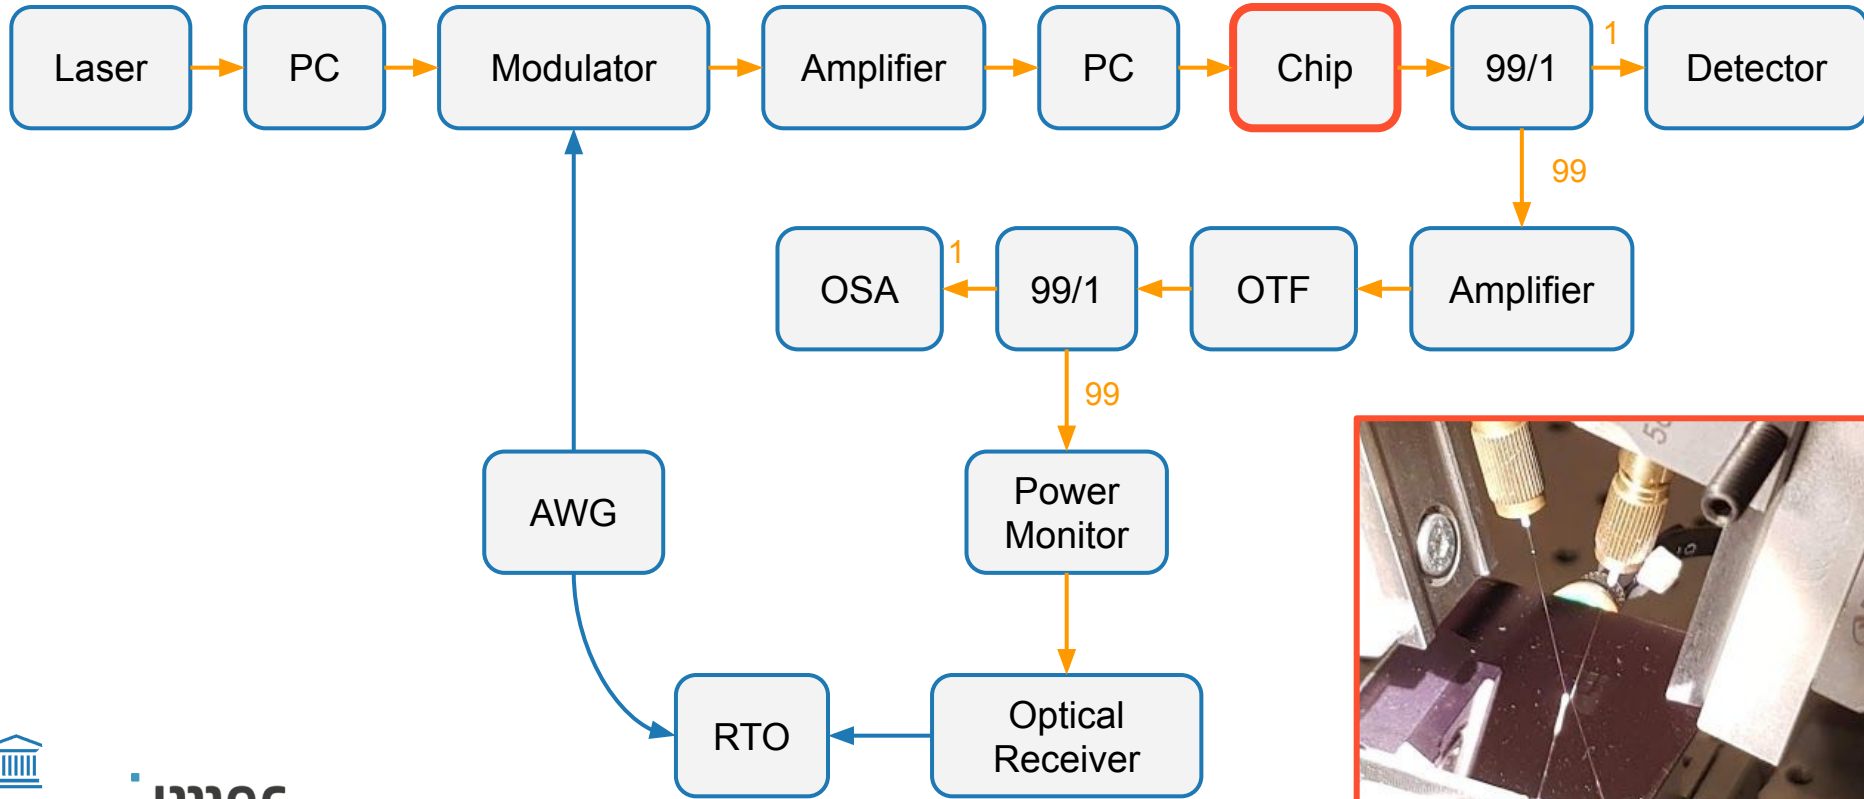 Laser
PC
Modulator
Amplifier
PC
Chip
99/1
1
Detector
99
OSA
1
99/1
OTF
Amplifier
99
AWG
Power
Monitor
RTO
Optical
Receiver